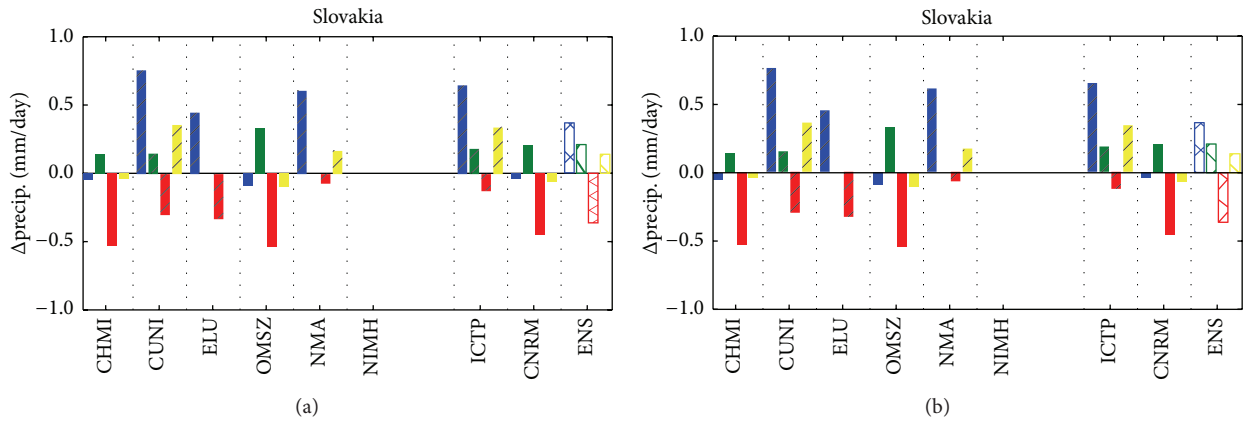 Slovakia
1.0
0.5
0.0
−0.5
−1.0
Δprecip. (mm/day)
CHMI
CUNI
ELU
OMSZ
NMA
NIMH
ICTP
CNRM
ENS
(a)
Slovakia
1.0
0.5
0.0
−0.5
−1.0
Δprecip. (mm/day)
CHMI
CUNI
ELU
OMSZ
NMA
NIMH
ICTP
CNRM
ENS
(b)